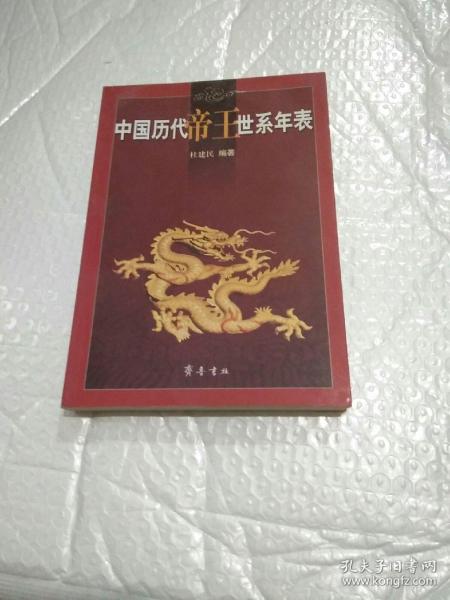 中国历代帝王世系年表
杜建民 编著
齐鲁书社
孔夫子旧书网
www.kongfz.com